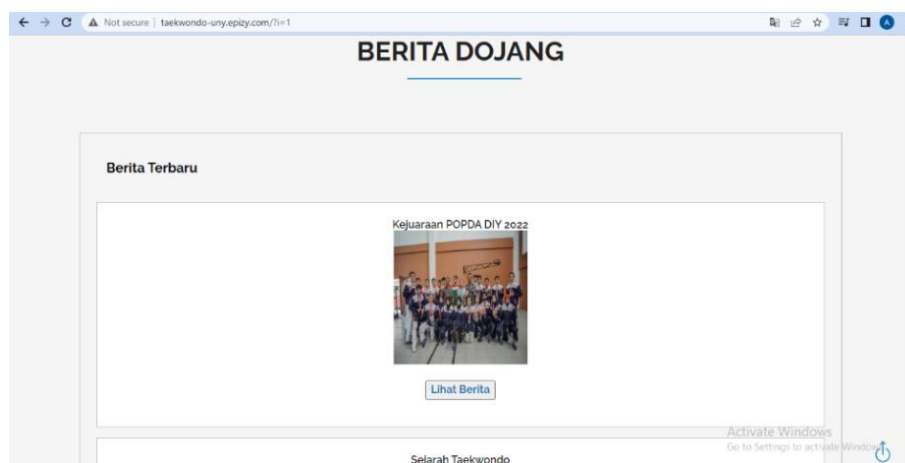 Not secure | taekwondo-uny.epizy.com/?i=1
A
BERITA DOJANG
Berita Terbaru
Kejuaraan POPDA DIY 2022
Lihat Berita
Activate Windows
Go to Settings to activate Windows
Sejarah Taekwondo